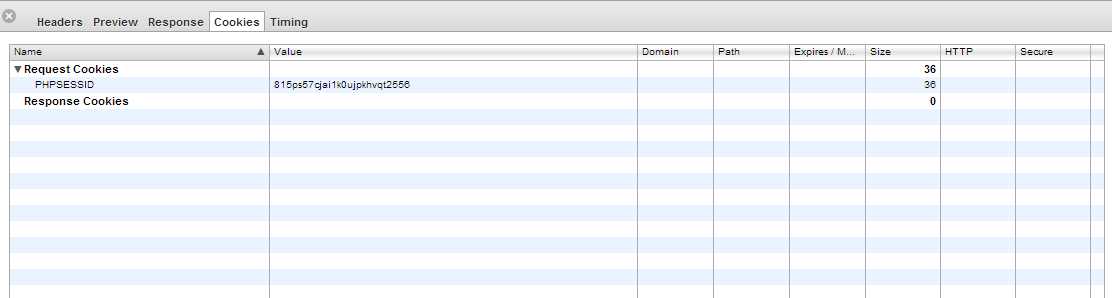 Headers Preview Response Cookies Timing
Name Value Domain Path Expires / M... Size HTTP Secure
Request Cookies 36
PHPSESSID 815ps57cjai1k0ujpkhvqt2556 36
Response Cookies 0